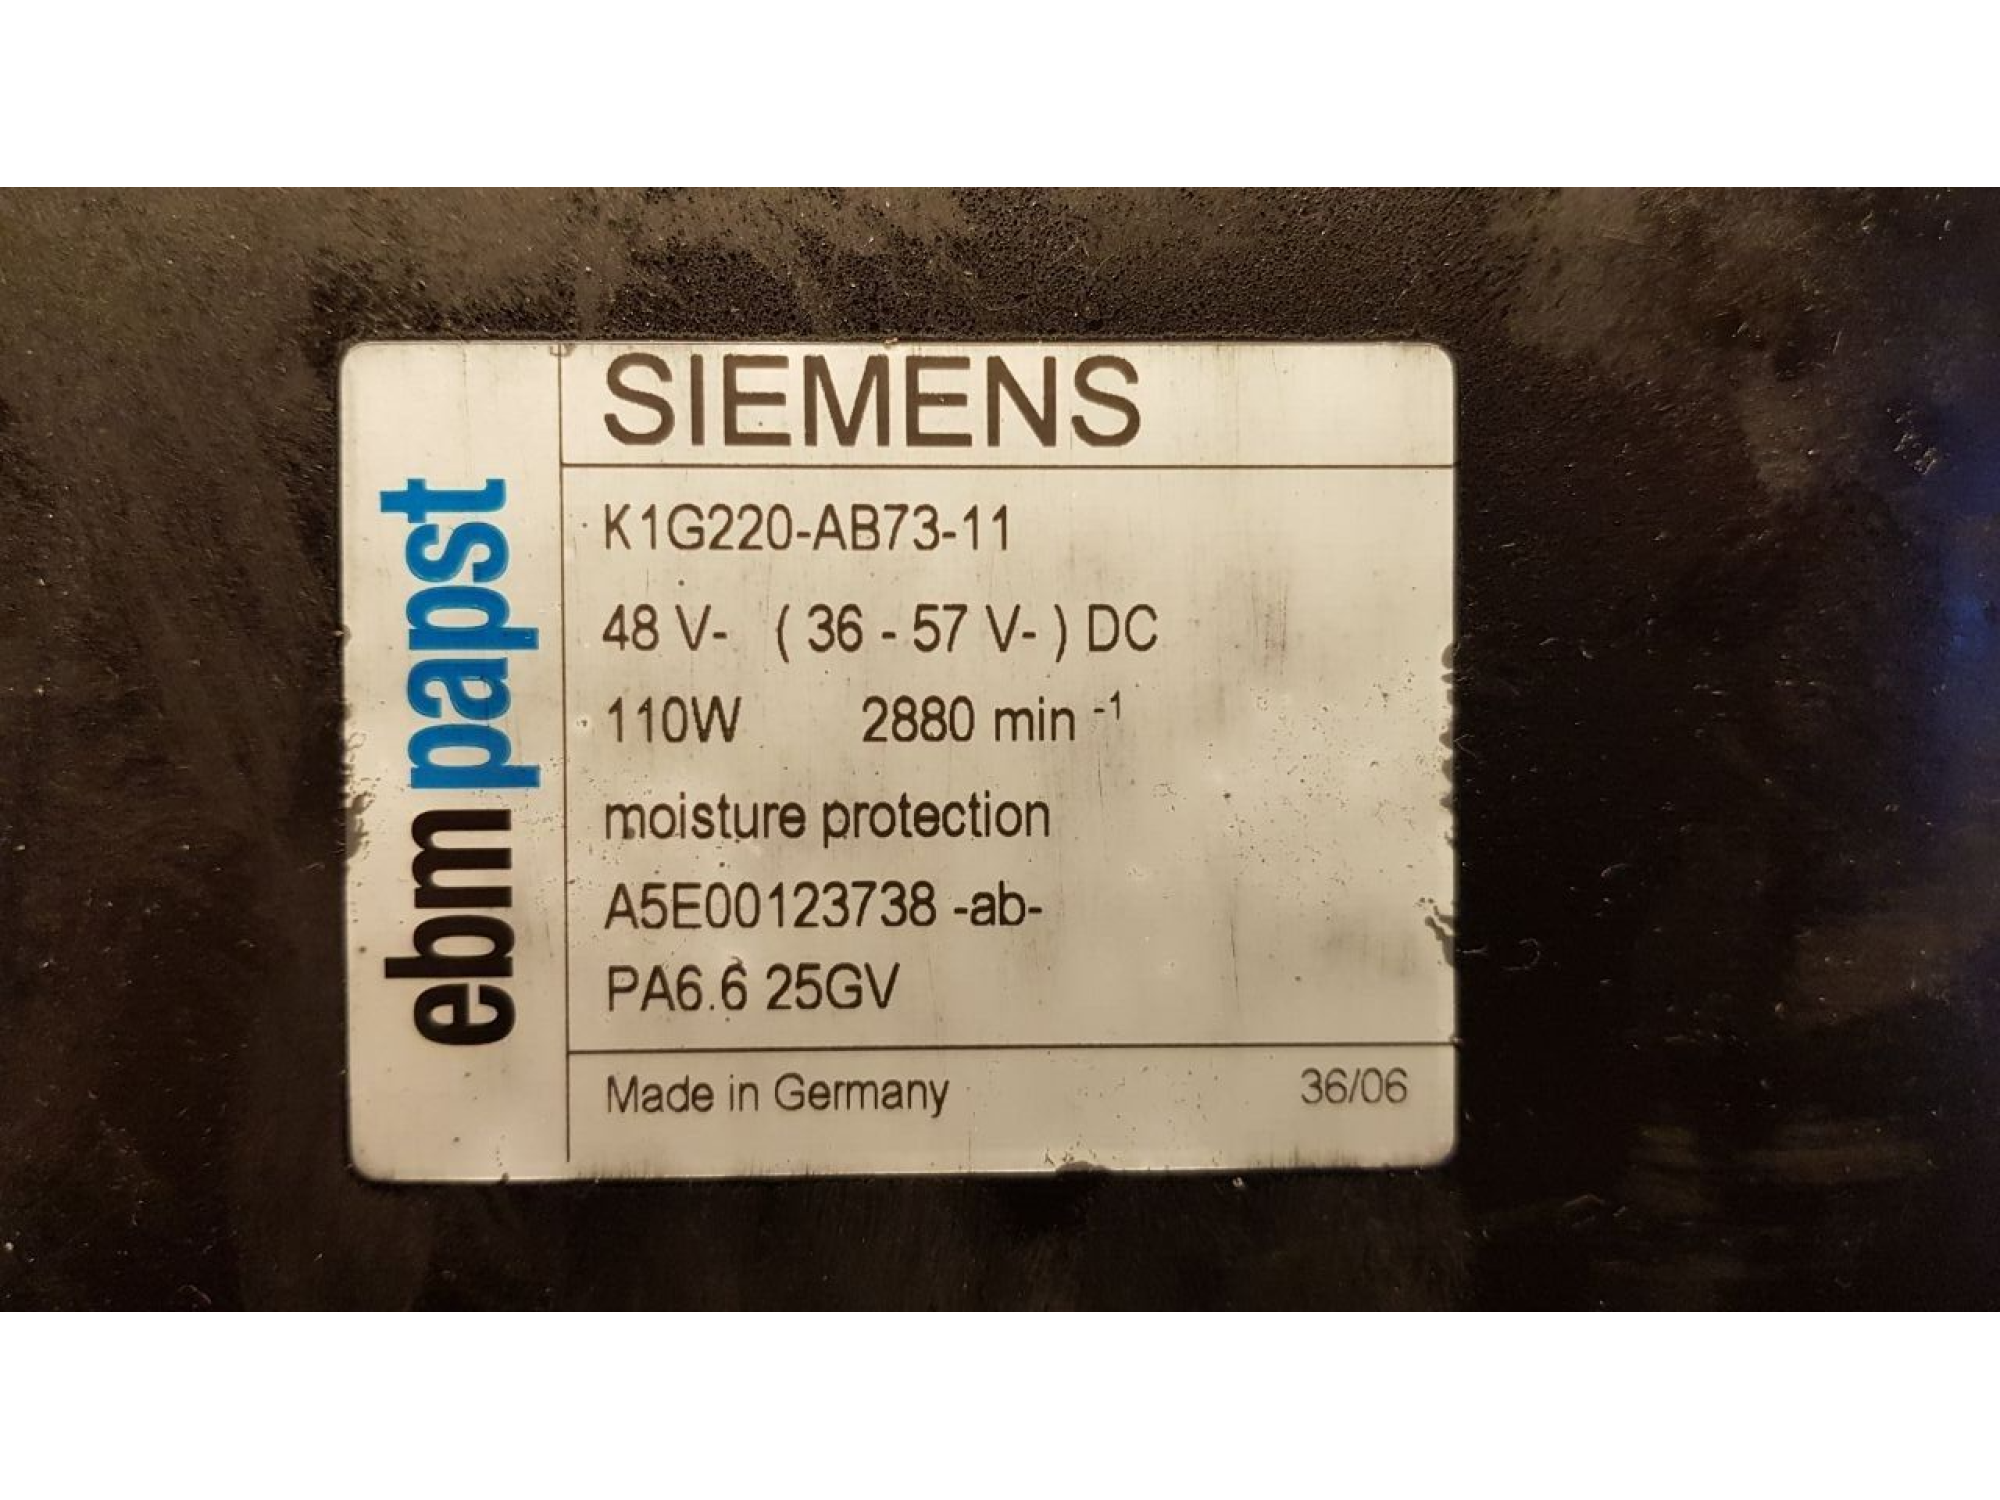 SIEMENS
ebmpapst
K1G220-AB73-11
48 V- ( 36 - 57 V- ) DC
110W 2880 min ⁻¹
moisture protection
A5E00123738 -ab-
PA6.6 25GV
Made in Germany 36/06